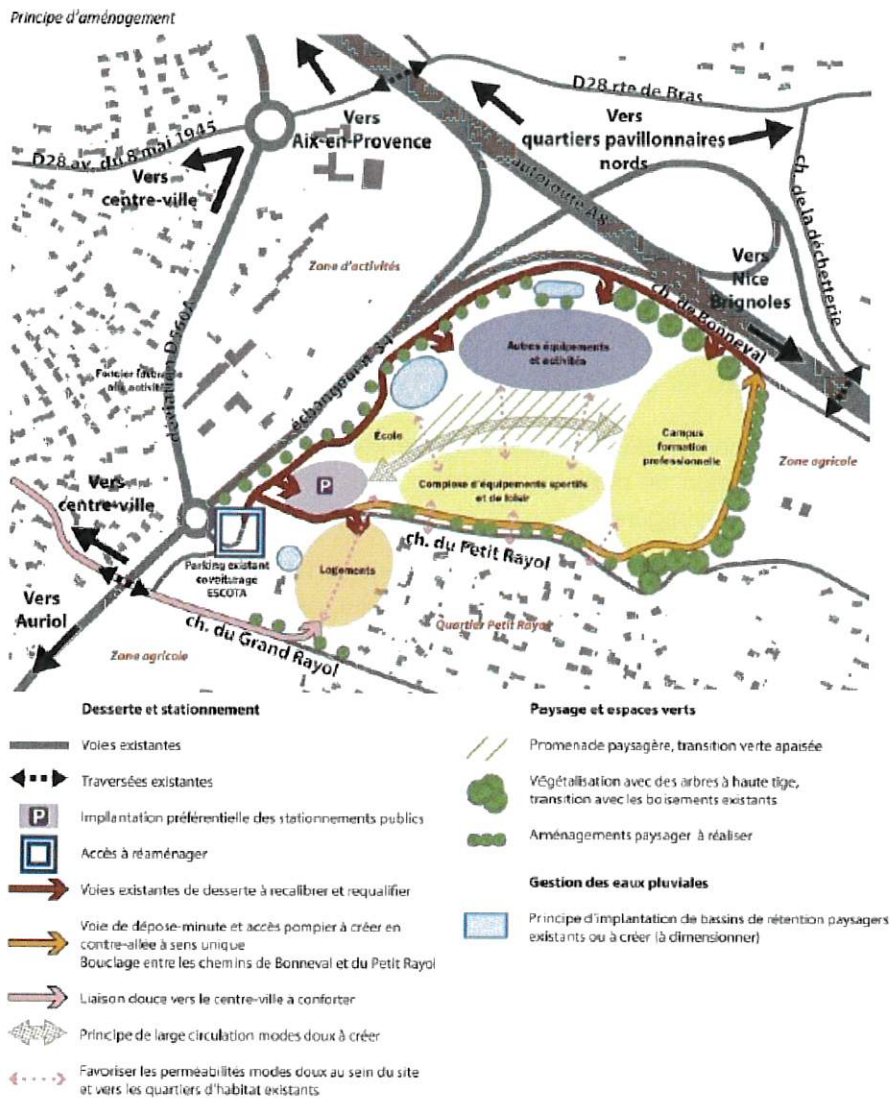 Principe d'aménagement
D28 rte de Bras
Vers
Aix-en-Provence
Vers
quartiers pavillonnaires
nords
D28 av. du 8 mai 1945
Vers
centre-ville
autoroute A8
ch. de la déchetterie
Zone d'activités
Vers
Nice
Brignoles
ch. de Bonneval
déviation D560A
échangeur n°34
Autres équipements
et activités
École
Campus
formation
professionnelle
Zone agricole
P
Complexe d'équipements sportifs
et de loisir
Vers
centre-ville
Parking existant
covoiturage
ESCOTA
ch. du Petit Rayol
Logements
Vers
Auriol
ch. du Grand Rayol
Quartier Petit Rayol
Zone agricole
Desserte et stationnement
Voies existantes
Traversées existantes
P
Implantation préférentielle des stationnements publics
Accès à réaménager
Voies existantes de desserte à recalibrer et requalifier
Voie de dépose-minute et accès pompier à créer en
contre-allée à sens unique
Bouclage entre les chemins de Bonneval et du Petit Rayol
Liaison douce vers le centre-ville à conforter
Principe de large circulation modes doux à créer
Favoriser les perméabilités modes doux au sein du site
et vers les quartiers d'habitat existants
Paysage et espaces verts
Promenade paysagère, transition verte apaisée
Végétalisation avec des arbres à haute tige,
transition avec les boisements existants
Aménagements paysager à réaliser
Gestion des eaux pluviales
Principe d'implantation de bassins de rétention paysagers
existants ou à créer (à dimensionner)